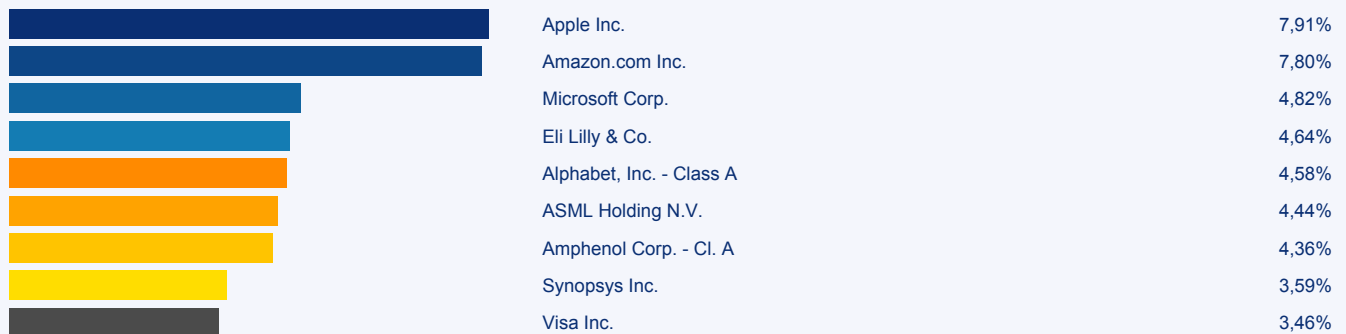 Apple Inc. 7,91%
Amazon.com Inc. 7,80%
Microsoft Corp. 4,82%
Eli Lilly & Co. 4,64%
Alphabet, Inc. - Class A 4,58%
ASML Holding N.V. 4,44%
Amphenol Corp. - Cl. A 4,36%
Synopsys Inc. 3,59%
Visa Inc. 3,46%